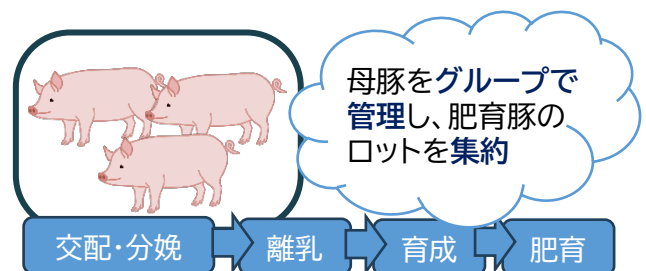 母豚をグループで
管理し、肥育豚の
ロットを集約
交配・分娩
離乳
育成
肥育